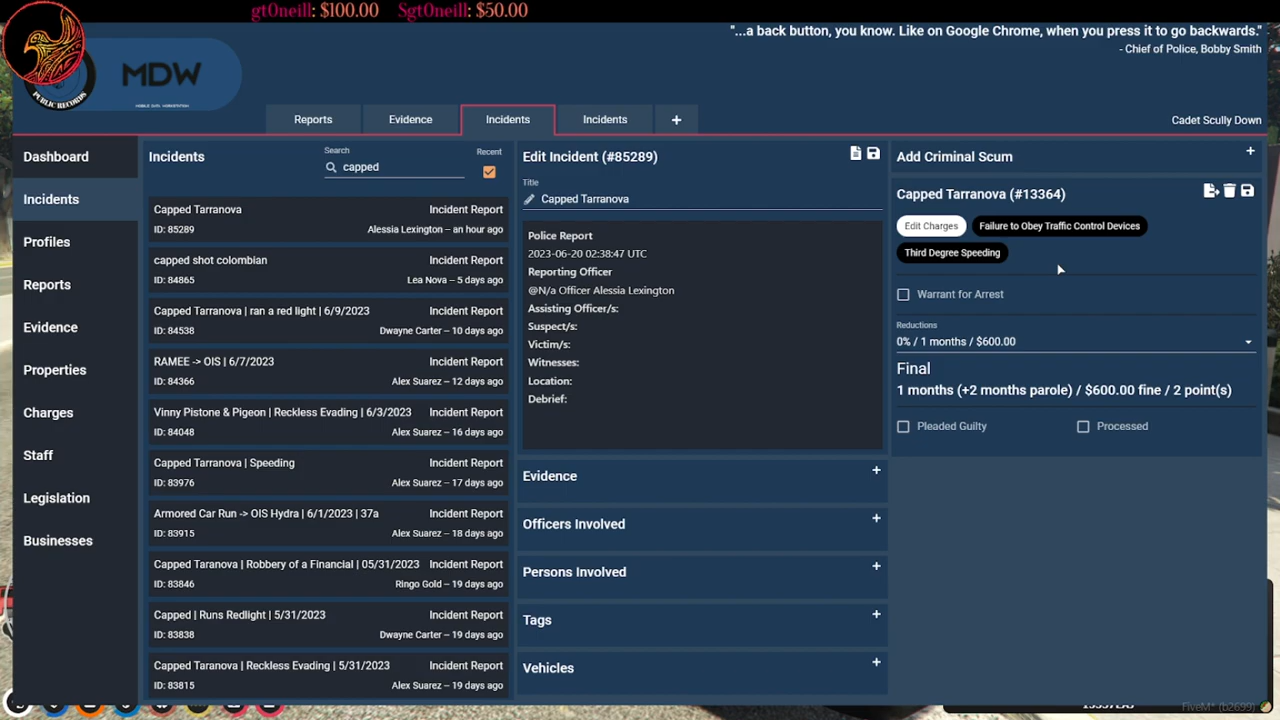 gtOneill: $100.00 SgtOneill: $50.00
"...a back button, you know. Like on Google Chrome, when you press it to go backwards."
- Chief of Police, Bobby Smith
PUBLIC RECORDS
MDW
MOBILE DATA WORKSTATION
Reports
Evidence
Incidents
Incidents
+
Cadet Scully Down
Dashboard
Incidents
Profiles
Reports
Evidence
Properties
Charges
Staff
Legislation
Businesses
Incidents
Search
capped
Recent
Capped Tarranova Incident Report
ID: 85289 Alessia Lexington – an hour ago
capped shot colombian Incident Report
ID: 84865 Lea Nova – 5 days ago
Capped Tarranova | ran a red light | 6/9/2023 Incident Report
ID: 84538 Dwayne Carter – 10 days ago
RAMEE -> OIS | 6/7/2023 Incident Report
ID: 84366 Alex Suarez – 12 days ago
Vinny Pistone & Pigeon | Reckless Evading | 6/3/2023 Incident Report
ID: 84048 Alex Suarez – 16 days ago
Capped Tarranova | Speeding Incident Report
ID: 83976 Alex Suarez – 17 days ago
Armored Car Run -> OIS Hydra | 6/1/2023 | 37a Incident Report
ID: 83915 Alex Suarez – 18 days ago
Capped Taranova | Robbery of a Financial | 05/31/2023 Incident Report
ID: 83846 Ringo Gold – 19 days ago
Capped | Runs Redlight | 5/31/2023 Incident Report
ID: 83838 Dwayne Carter – 19 days ago
Capped Taranova | Reckless Evading | 5/31/2023 Incident Report
ID: 83815 Alex Suarez – 19 days ago
Edit Incident (#85289)
Title
Capped Tarranova
Police Report
2023-06-20 02:38:47 UTC
Reporting Officer
@N/a Officer Alessia Lexington
Assisting Officer/s:
Suspect/s:
Victim/s:
Witnesses:
Location:
Debrief:
Evidence +
Officers Involved +
Persons Involved +
Tags +
Vehicles +
Add Criminal Scum +
Capped Tarranova (#13364)
Edit Charges Failure to Obey Traffic Control Devices
Third Degree Speeding
Warrant for Arrest
Reductions
0% / 1 months / $600.00
Final
1 months (+2 months parole) / $600.00 fine / 2 point(s)
Pleaded Guilty Processed
FiveM* (b2699)